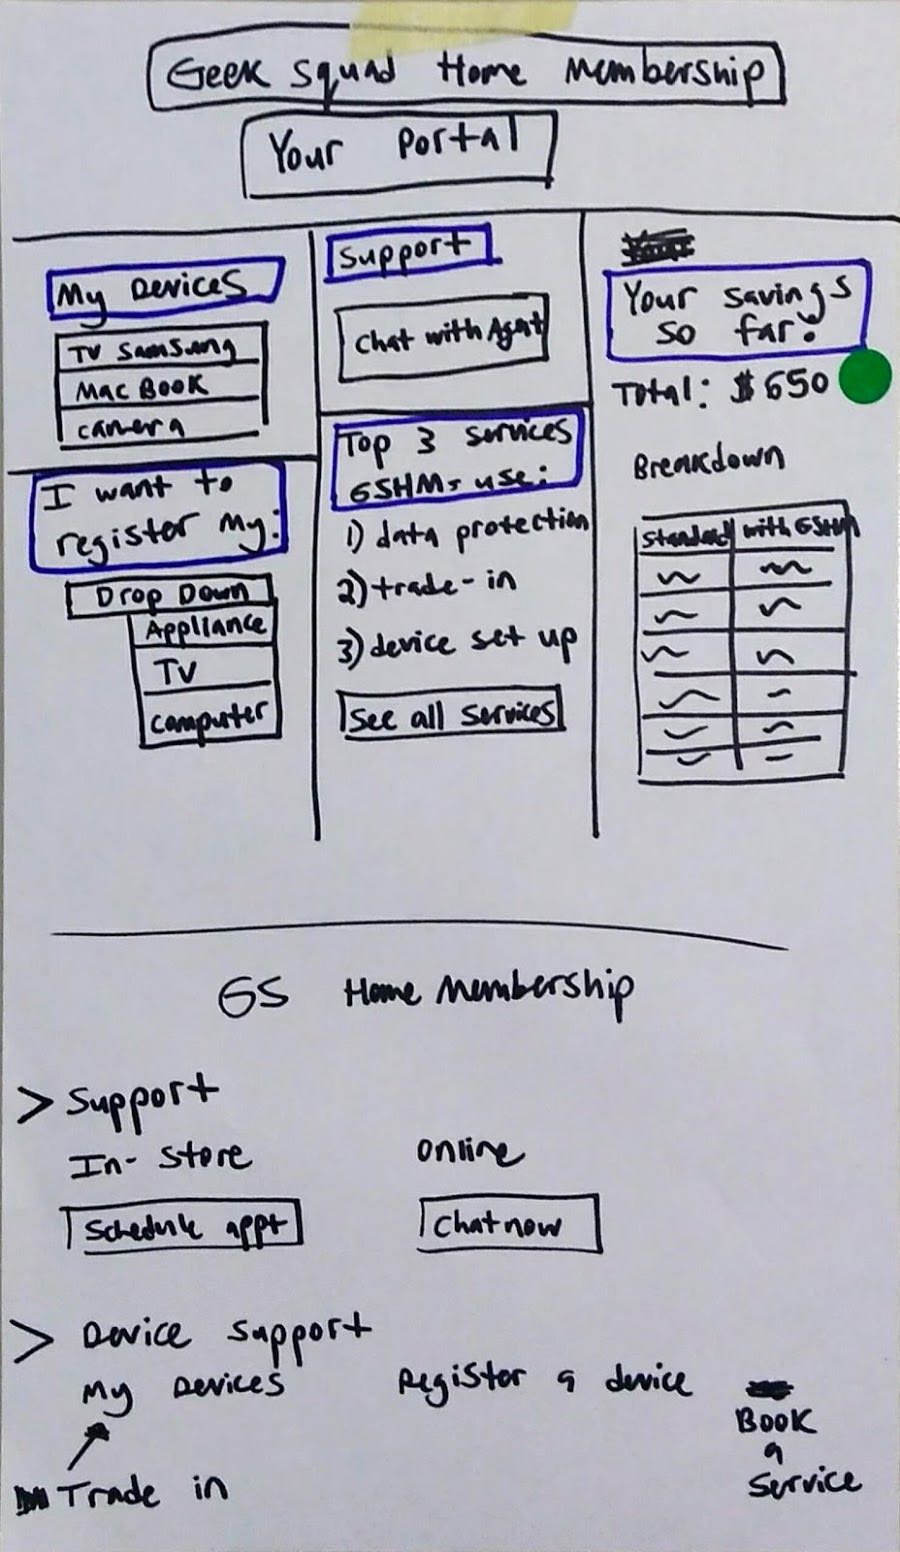 Geek Squad Home Membership
Your Portal
My Devices
TV Samsung
Mac Book
camera
I want to
register my:
Drop Down
Appliance
TV
computer
Support
Chat with Agent
Top 3 services
GSHM's use:
1) data protection
2) trade-in
3) device set up
See all services
Your savings
so far:
Total: $650
Breakdown
Standard with GSHM
GS Home Membership
> Support
In-Store Online
Schedule appt Chat now
> Device Support
My Devices Registor a device
Book
a
Service
Trade in